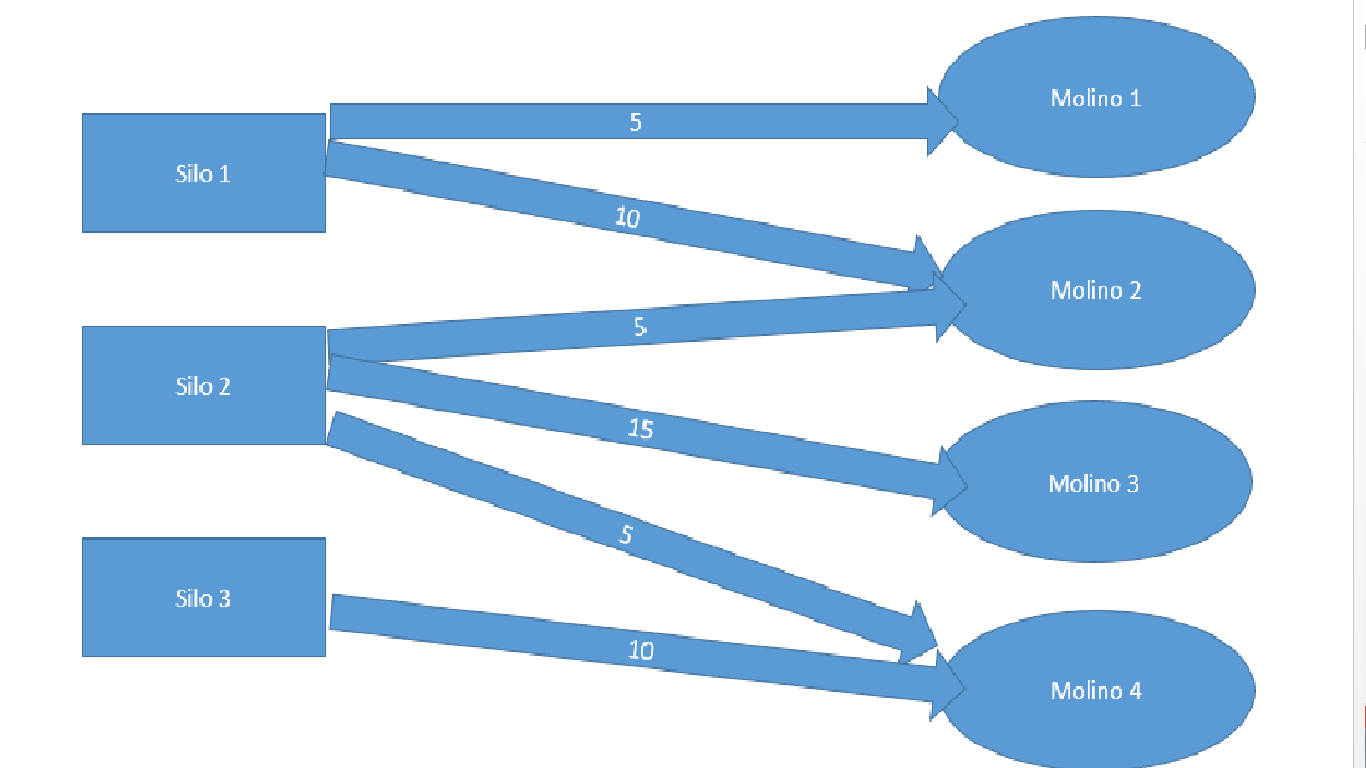 Silo 1
Silo 2
Silo 3
5
10
5
15
5
10
Molino 1
Molino 2
Molino 3
Molino 4